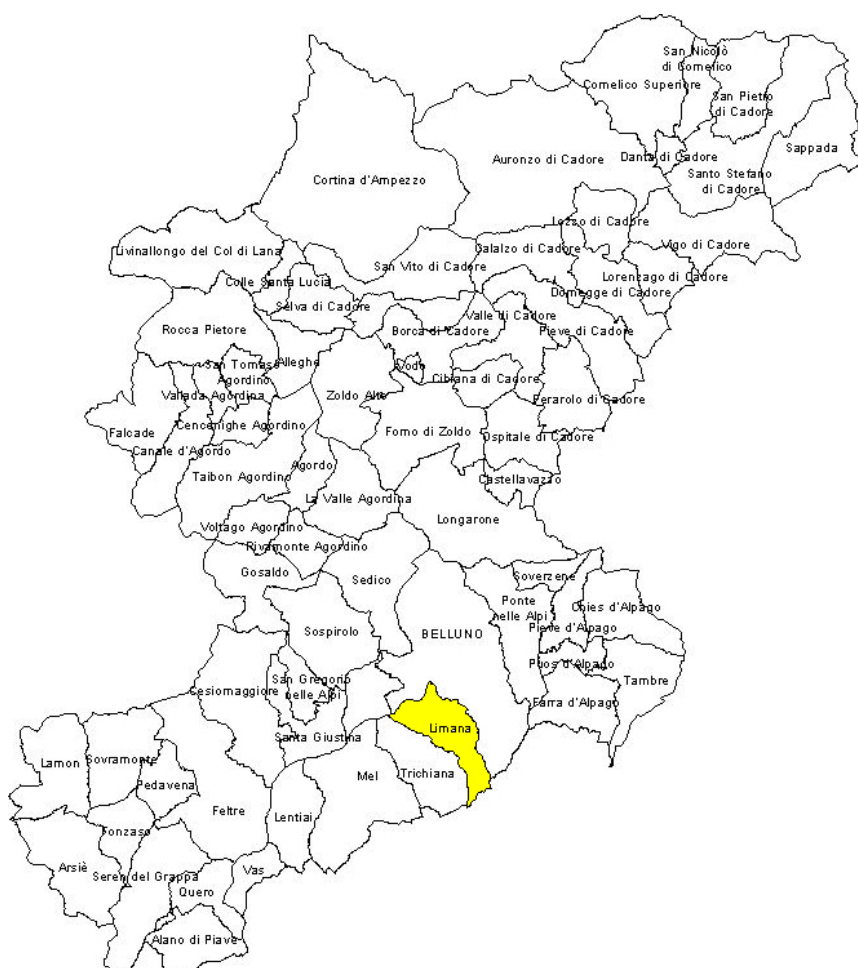 San Nicolò
di Comelico
Comelico Superiore
San Pietro
di Cadore
Sappada
Danta di Cadore
Santo Stefano
di Cadore
Auronzo di Cadore
Cortina d'Ampezzo
Lozzo di Cadore
Vigo di Cadore
Livinallongo del Col di Lana
San Vito di Cadore
Calalzo di Cadore
Lorenzago di Cadore
Colle Santa Lucia
Domegge di Cadore
Selva di Cadore
Valle di Cadore
Rocca Pietore
Borca di Cadore
Pieve di Cadore
San Tomaso
Agordino
Alleghe
Vodo
Cibiana di Cadore
Vallada Agordina
Zoldo Alto
Perarolo di Cadore
Falcade
Cencenighe Agordino
Forno di Zoldo
Ospitale di Cadore
Canale d'Agordo
Agordo
Taibon Agordino
Castellavazzo
La Valle Agordina
Longarone
Voltago Agordino
Rivamonte Agordino
Gosaldo
Sedico
Soverzene
Ponte
nelle Alpi
Chies d'Alpago
Sospirolo
BELLUNO
Pieve d'Alpago
Puos d'Alpago
Tambre
San Gregorio
nelle Alpi
Cesiomaggiore
Farra d'Alpago
Limana
Santa Giustina
Lamon
Sovramonte
Mel
Trichiana
Pedavena
Feltre
Lentiai
Fonzaso
Arsiè
Seren del Grappa
Vas
Quero
Alano di Piave